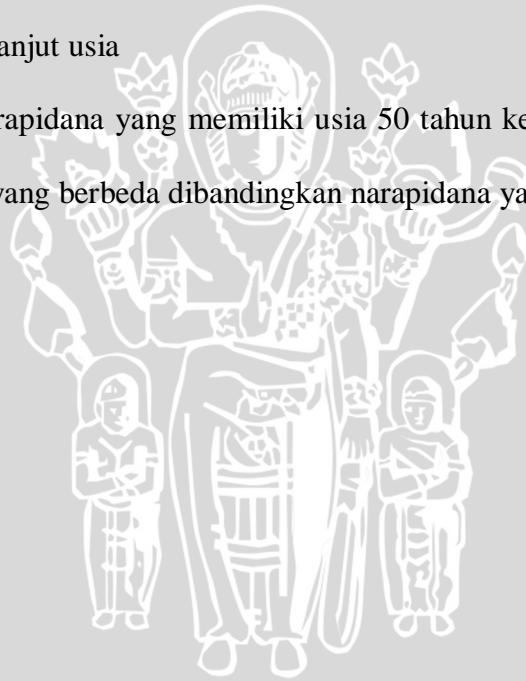 anjut usia
rapidana yang memiliki usia 50 tahun ke
yang berbeda dibandingkan narapidana ya